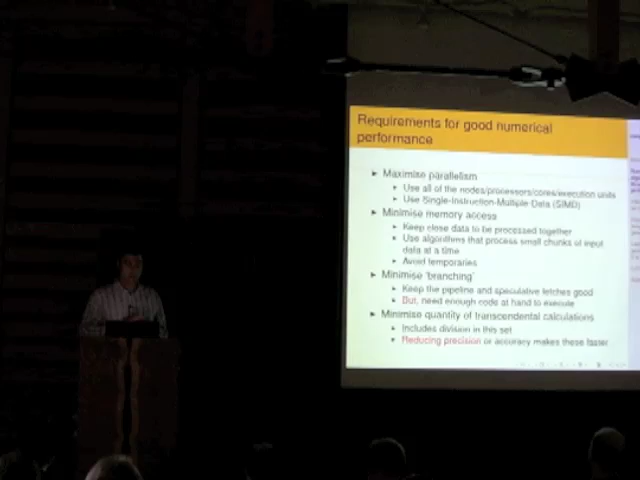 Requirements for good numerical
performance
Maximise parallelism
Use all of the nodes/processors/cores/execution units
Use Single-Instruction-Multiple-Data (SIMD)
Minimise memory access
Keep close data to be processed together
Use algorithms that process small chunks of input
data at a time
Avoid temporaries
Minimise 'branching'
Keep the pipeline and speculative fetches good
But, need enough code at hand to execute
Minimise quantity of transcendental calculations
Includes division in this set
Reducing precision or accuracy makes these faster